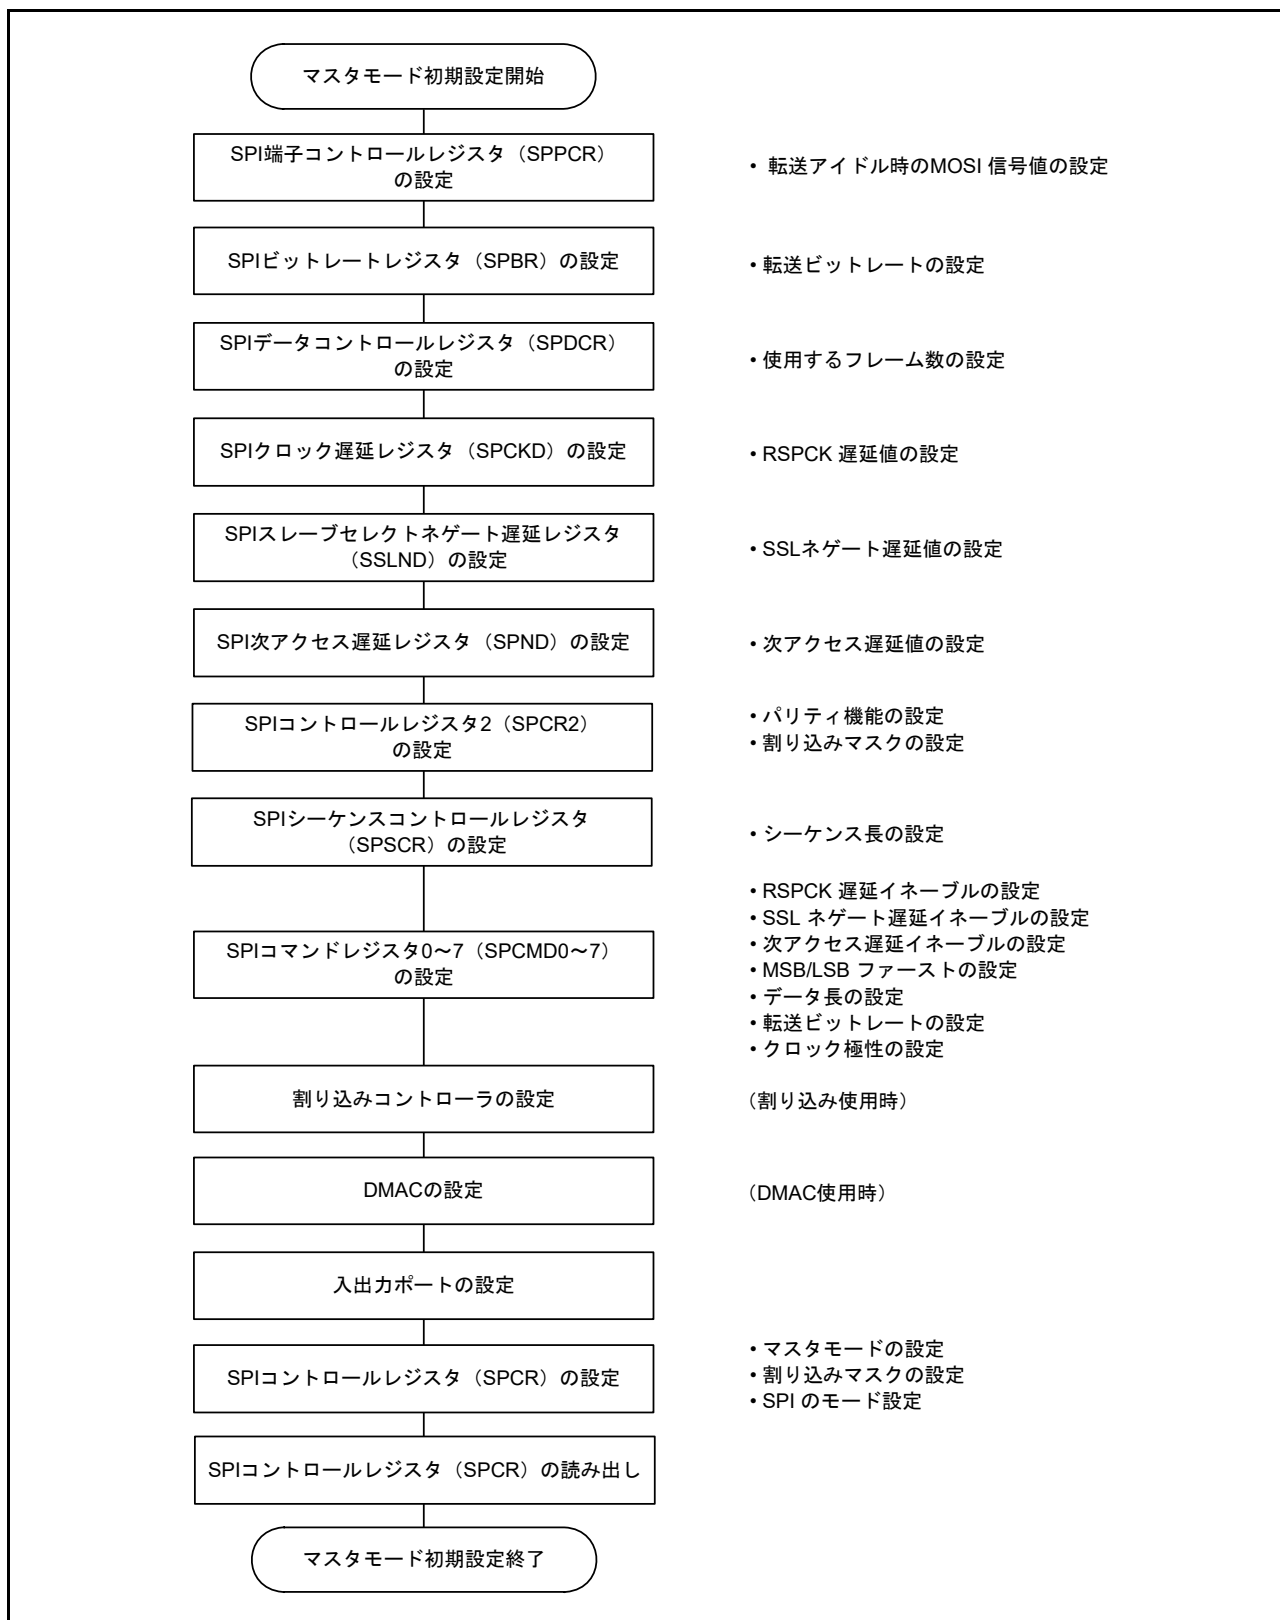 マスタモード初期設定開始
SPI端子コントロールレジスタ（SPPCR）
の設定
• 転送アイドル時のMOSI 信号値の設定
SPIビットレートレジスタ（SPBR）の設定
• 転送ビットレートの設定
SPIデータコントロールレジスタ（SPDCR）
の設定
• 使用するフレーム数の設定
SPIクロック遅延レジスタ（SPCKD）の設定
• RSPCK 遅延値の設定
SPIスレーブセレクトネゲート遅延レジスタ
（SSLND）の設定
• SSLネゲート遅延値の設定
SPI次アクセス遅延レジスタ（SPND）の設定
• 次アクセス遅延値の設定
SPIコントロールレジスタ2（SPCR2）
の設定
• パリティ機能の設定
• 割り込みマスクの設定
SPIシーケンスコントロールレジスタ
（SPSCR）の設定
• シーケンス長の設定
SPIコマンドレジスタ0～7（SPCMD0～7）
の設定
• RSPCK 遅延イネーブルの設定
• SSL ネゲート遅延イネーブルの設定
• 次アクセス遅延イネーブルの設定
• MSB/LSB ファーストの設定
• データ長の設定
• 転送ビットレートの設定
• クロック極性の設定
割り込みコントローラの設定
（割り込み使用時）
DMACの設定
（DMAC使用時）
入出力ポートの設定
SPIコントロールレジスタ（SPCR）の設定
• マスタモードの設定
• 割り込みマスクの設定
• SPI のモード設定
SPIコントロールレジスタ（SPCR）の読み出し
マスタモード初期設定終了